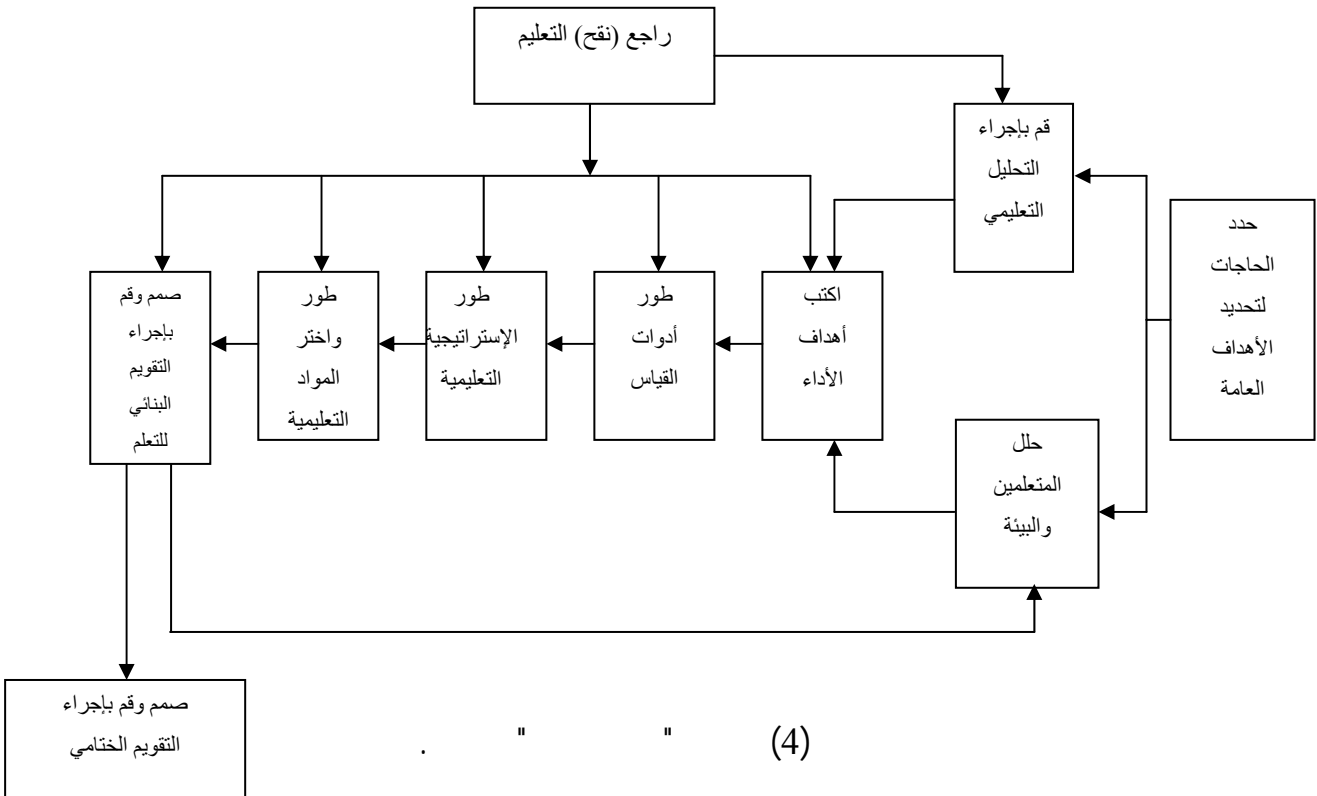 راجع (نقح) التعليم
قم بإجراء
التحليل
التعليمي
حدد
الحاجات
لتحديد
الأهداف
العامة
حلل
المتعلمين
والبيئة
اكتب
أهداف
الأداء
طور
أدوات
القياس
طور
الإستراتيجية
التعليمية
طور
واختر
المواد
التعليمية
صمم وقم
بإجراء
التقويم
البنائي
للتعلم
صمم وقم بإجراء
التقويم الختامي
(4) " " .